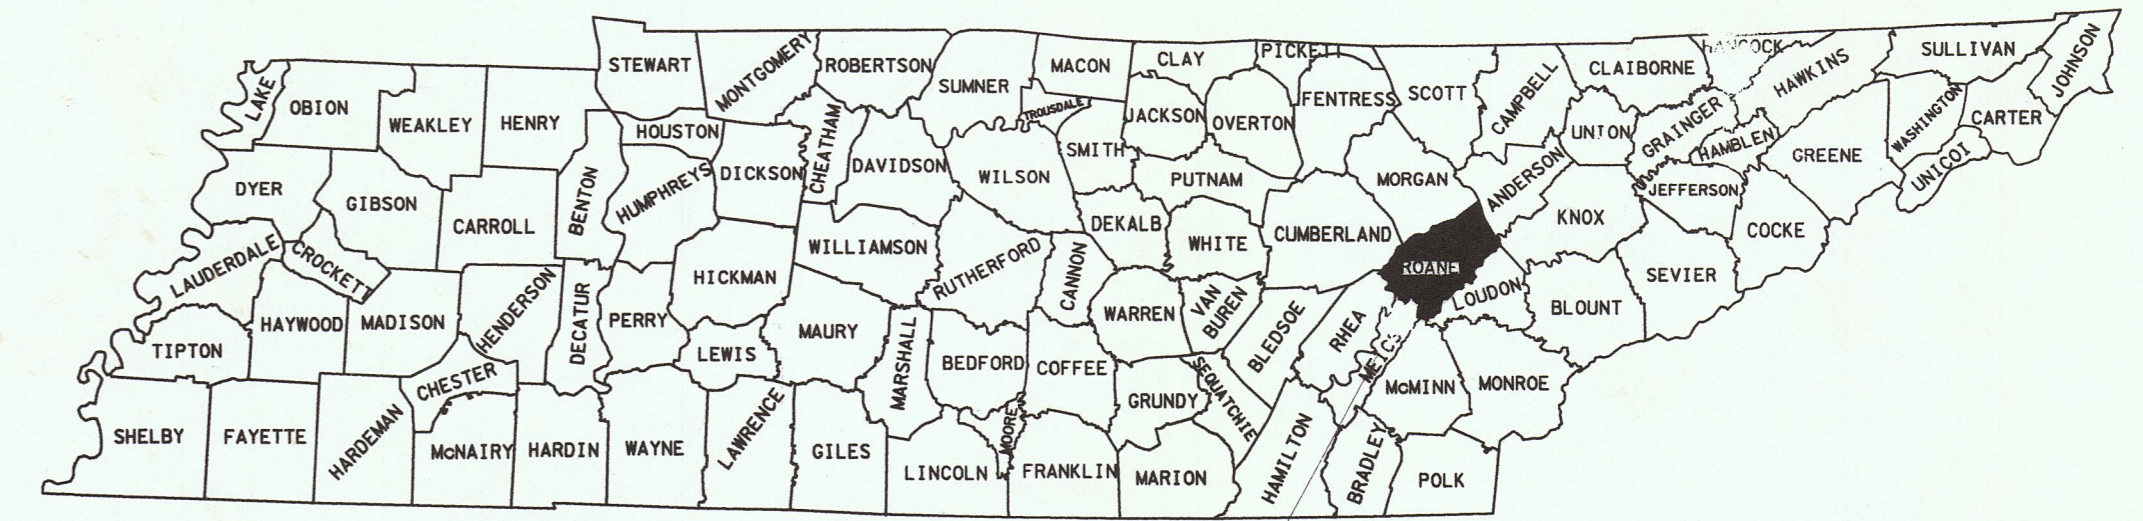 STEWART
MONTGOMERY
ROBERTSON
SUMNER
MACON
CLAY
PICKETT
HANCOCK
SULLIVAN
JOHNSON
LAKE
OBION
WEAKLEY
HENRY
HOUSTON
CHEATHAM
TROUSDALE
JACKSON
OVERTON
FENTRESS
SCOTT
CAMPBELL
CLAIBORNE
UNION
GRAINGER
HAWKINS
HAMBLEN
GREENE
WASHINGTON
CARTER
UNICOI
DYER
GIBSON
CARROLL
BENTON
HUMPHREYS
DICKSON
DAVIDSON
WILSON
SMITH
PUTNAM
MORGAN
ANDERSON
KNOX
JEFFERSON
COCKE
LAUDERDALE
CROCKETT
HICKMAN
WILLIAMSON
RUTHERFORD
CANNON
DEKALB
WHITE
CUMBERLAND
ROANE
LOUDON
BLOUNT
SEVIER
TIPTON
HAYWOOD
MADISON
HENDERSON
DECATUR
PERRY
LEWIS
MAURY
MARSHALL
BEDFORD
COFFEE
WARREN
VAN
BUREN
BLEDSOE
RHEA
MEIGS
McMINN
MONROE
SHELBY
FAYETTE
HARDEMAN
CHESTER
McNAIRY
HARDIN
WAYNE
LAWRENCE
GILES
LINCOLN
MOORE
FRANKLIN
GRUNDY
MARION
SEQUATCHIE
HAMILTON
BRADLEY
POLK